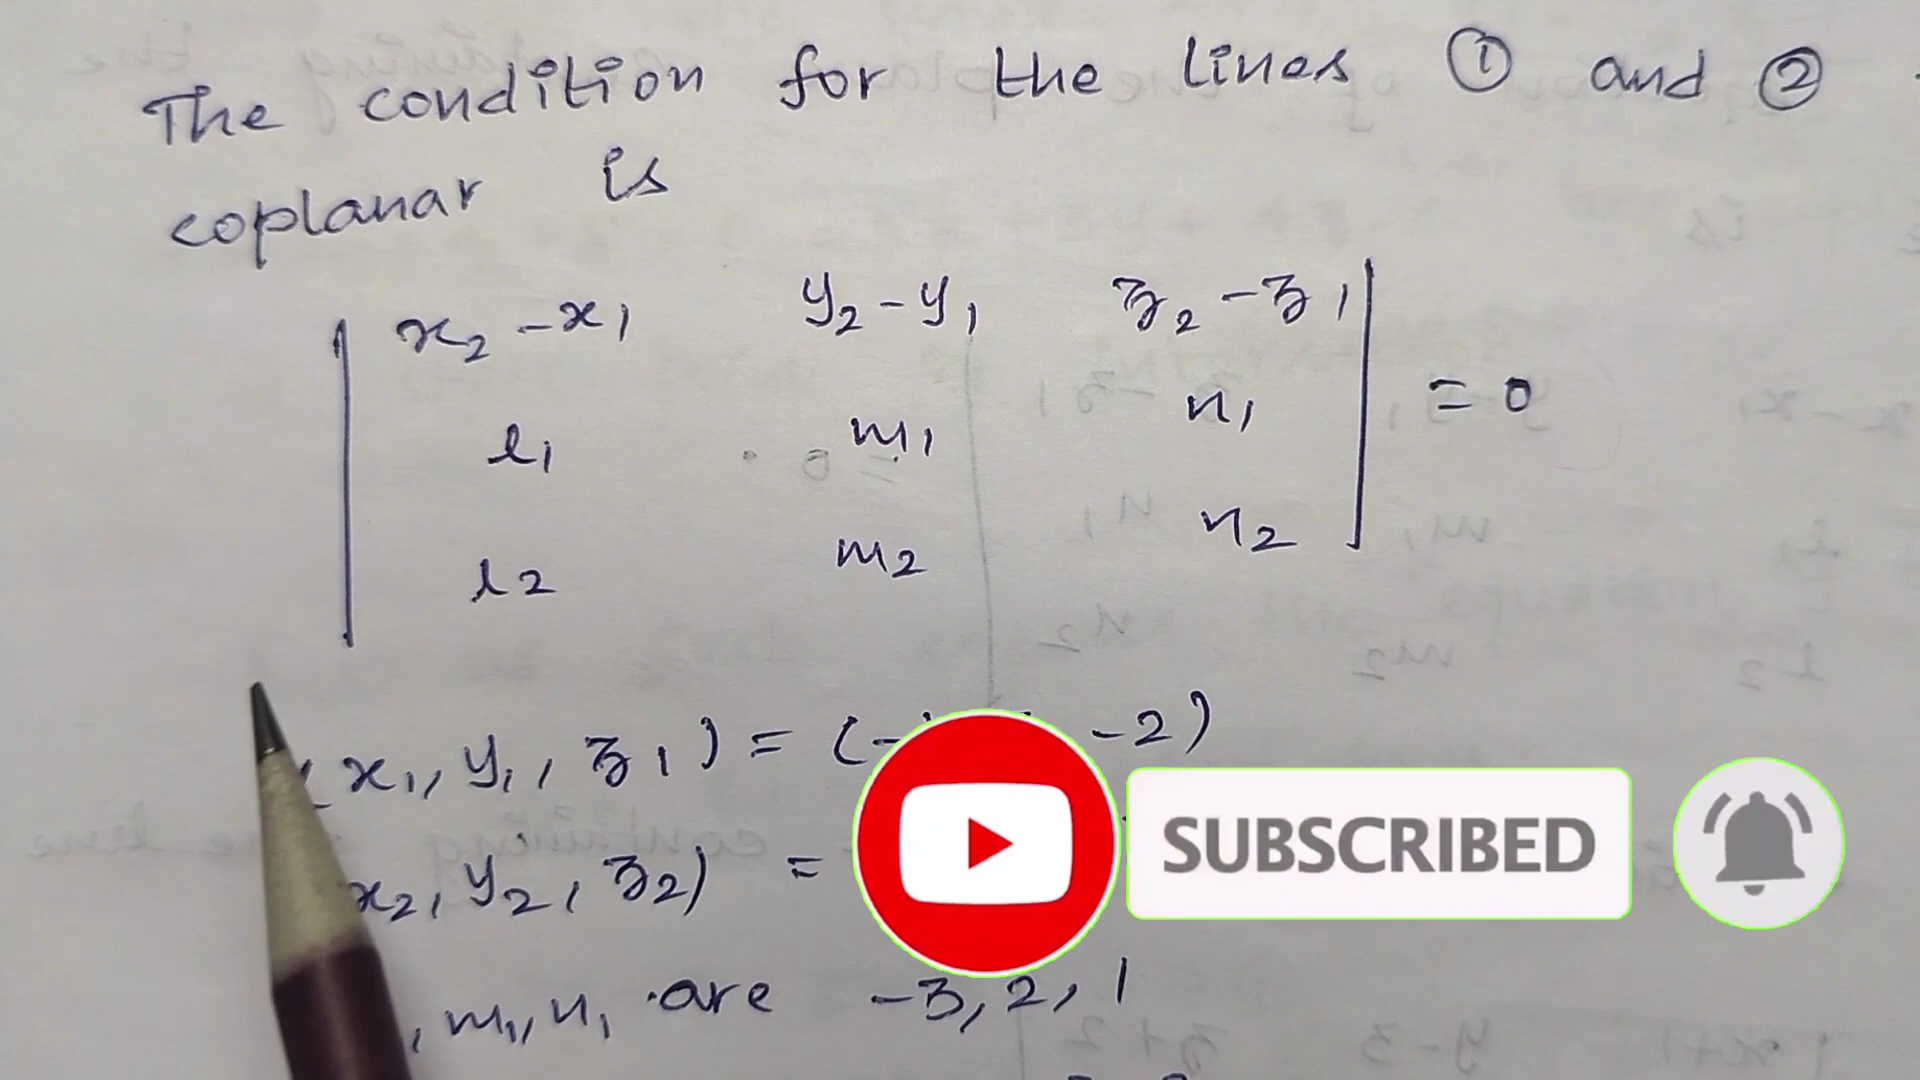 The condition for the lines ① and ②
coplanar is
| x₂ - x₁ y₂ - y₁ z₂ - z₁ |
| l₁ m₁ n₁ | = 0
| l₂ m₂ n₂ |
(x₁, y₁, z₁) = (- -2)
x₂, y₂, z₂) =
SUBSCRIBED
, m₁, n₁ are -3, 2, 1